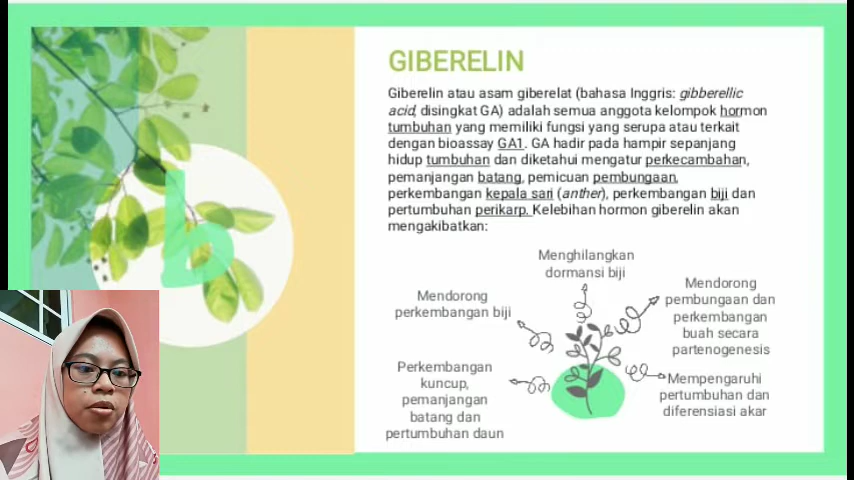 GIBERELIN
Giberelin atau asam giberelat (bahasa Inggris: gibberellic
acid, disingkat GA) adalah semua anggota kelompok hormon
tumbuhan yang memiliki fungsi yang serupa atau terkait
dengan bioassay GA1. GA hadir pada hampir sepanjang
hidup tumbuhan dan diketahui mengatur perkecambahan,
pemanjangan batang, pemicuan pembungaan,
perkembangan kepala sari (anther), perkembangan biji dan
pertumbuhan perikarp. Kelebihan hormon giberelin akan
mengakibatkan:
Menghilangkan
dormansi biji
Mendorong
perkembangan biji
Mendorong
pembungaan dan
perkembangan
buah secara
partenogenesis
Perkembangan
kuncup,
pemanjangan
batang dan
pertumbuhan daun
Mempengaruhi
pertumbuhan dan
diferensiasi akar
b